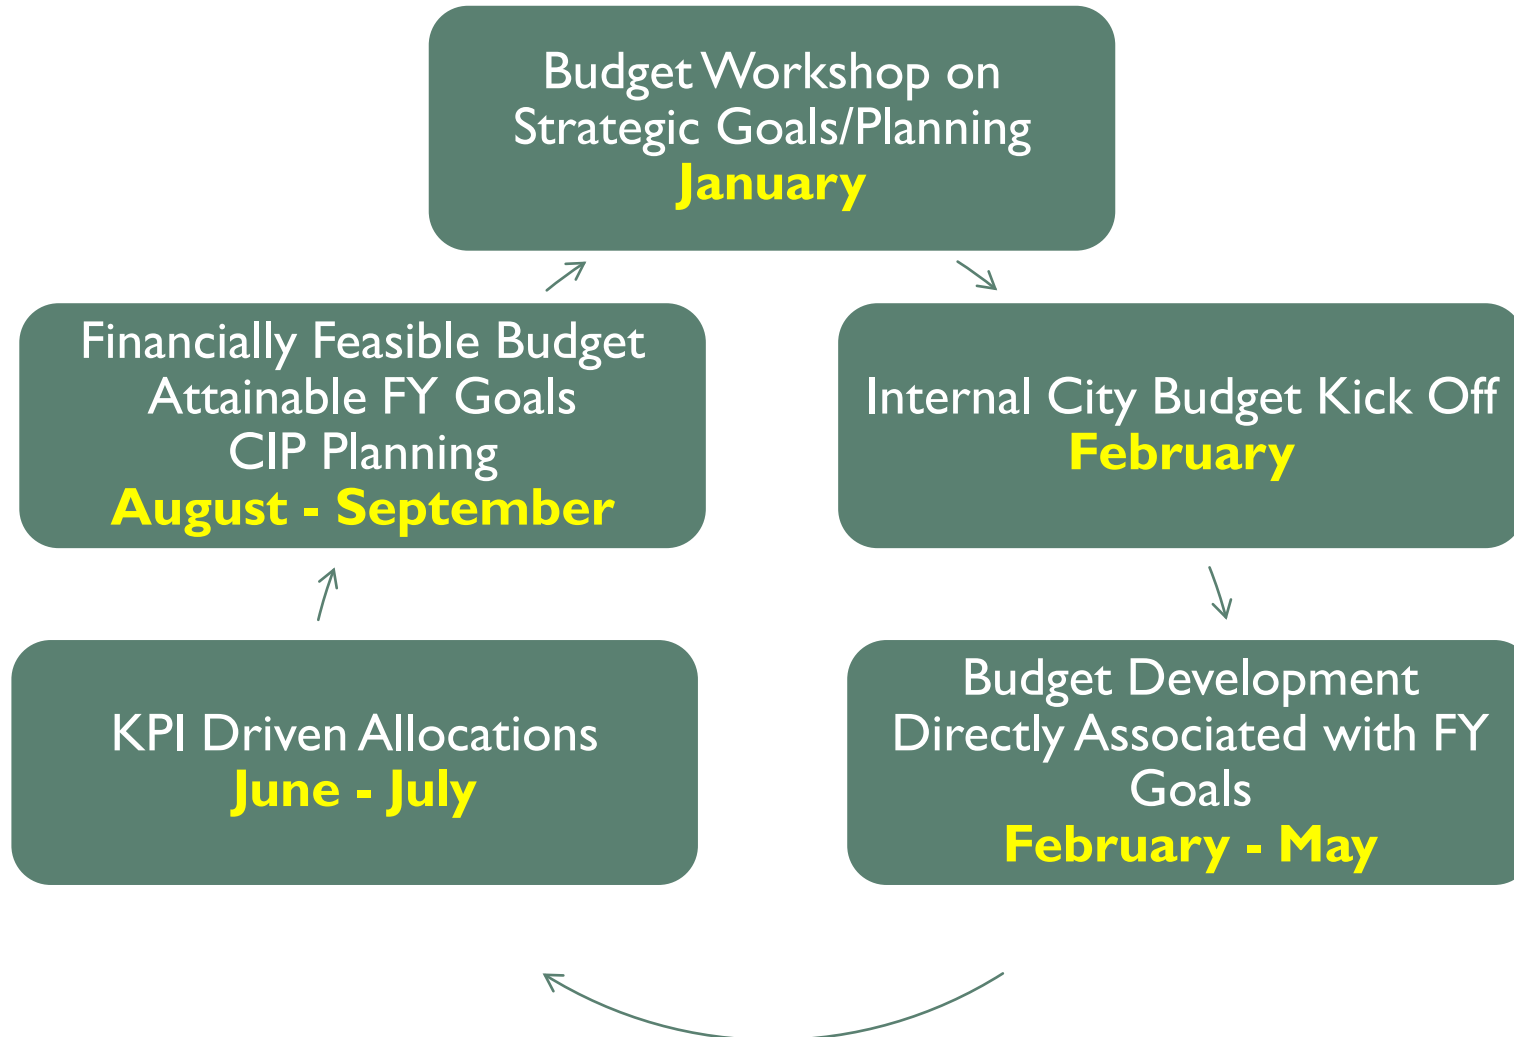 Budget Workshop on
Strategic Goals/Planning
January
Internal City Budget Kick Off
February
Budget Development
Directly Associated with FY
Goals
February - May
KPI Driven Allocations
June - July
Financially Feasible Budget
Attainable FY Goals
CIP Planning
August - September